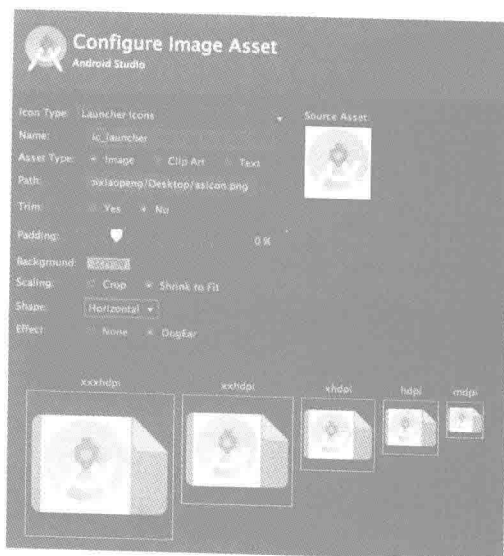 Configure Image Asset
Android Studio
Icon Type: Launcher Icons
Source Asset
Name: ic_launcher
Asset Type: Image Clip Art Text
Path: Desktop/asicon.png
Trim: Yes No
Padding: 0 %
Background:
Scaling: Crop Shrink to Fit
Shape: Horizontal
Effect None DogEar
xxxhdpi xxhdpi xhdpi hdpi mdpi